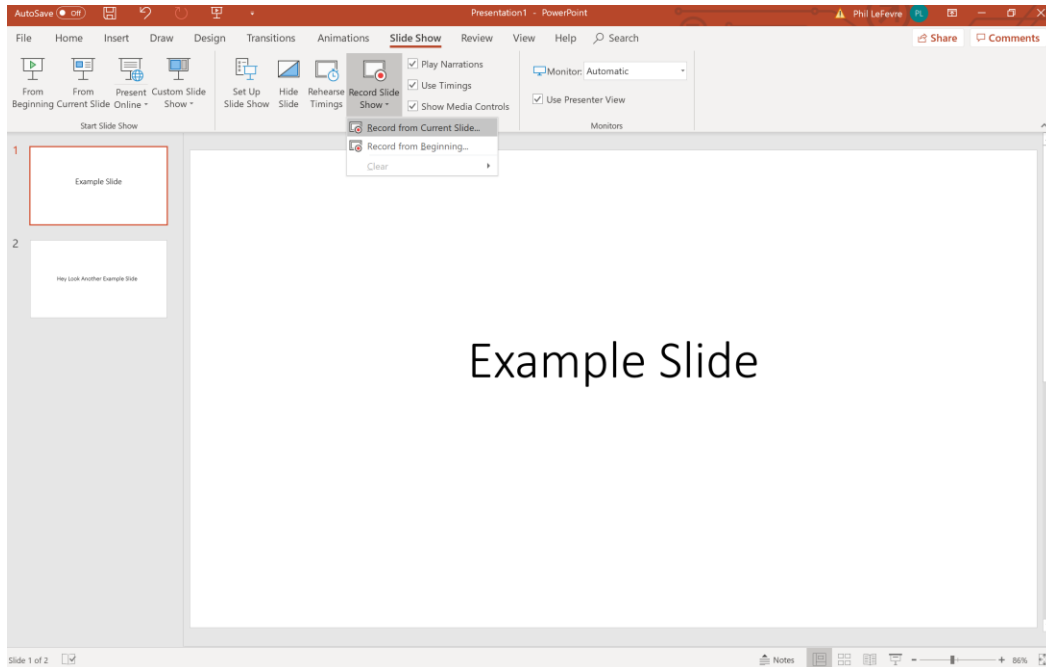 AutoSave Off Presentation1 - PowerPoint Phil LeFevre PL
File Home Insert Draw Design Transitions Animations Slide Show Review View Help Search Share Comments
From Beginning
From Current Slide
Present Online
Custom Slide Show
Set Up Slide Show
Hide Slide
Rehearse Timings
Record Slide Show
Play Narrations
Use Timings
Show Media Controls
Monitor: Automatic
Use Presenter View
Start Slide Show
Monitors
Record from Current Slide...
Record from Beginning...
Clear
1
Example Slide
2
Hey Look Another Example Slide
Example Slide
Slide 1 of 2
Notes
86%